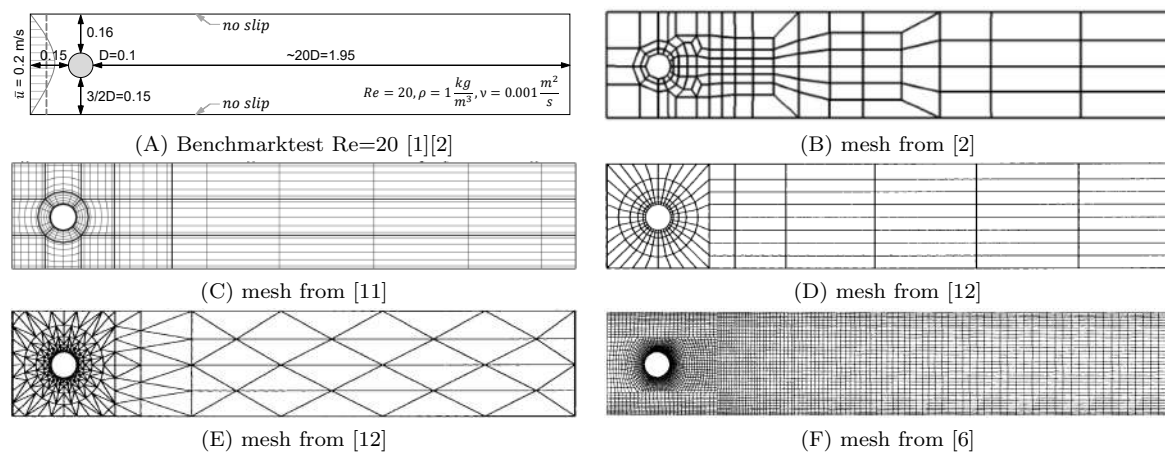 no slip
0.16
ū = 0.2 m/s
0.15
D=0.1
~20D=1.95
3/2D=0.15
no slip
Re = 20, ρ = 1 kg/m³, ν = 0.001 m²/s
(A) Benchmarktest Re=20 [1][2]
(B) mesh from [2]
(C) mesh from [11]
(D) mesh from [12]
(E) mesh from [12]
(F) mesh from [6]